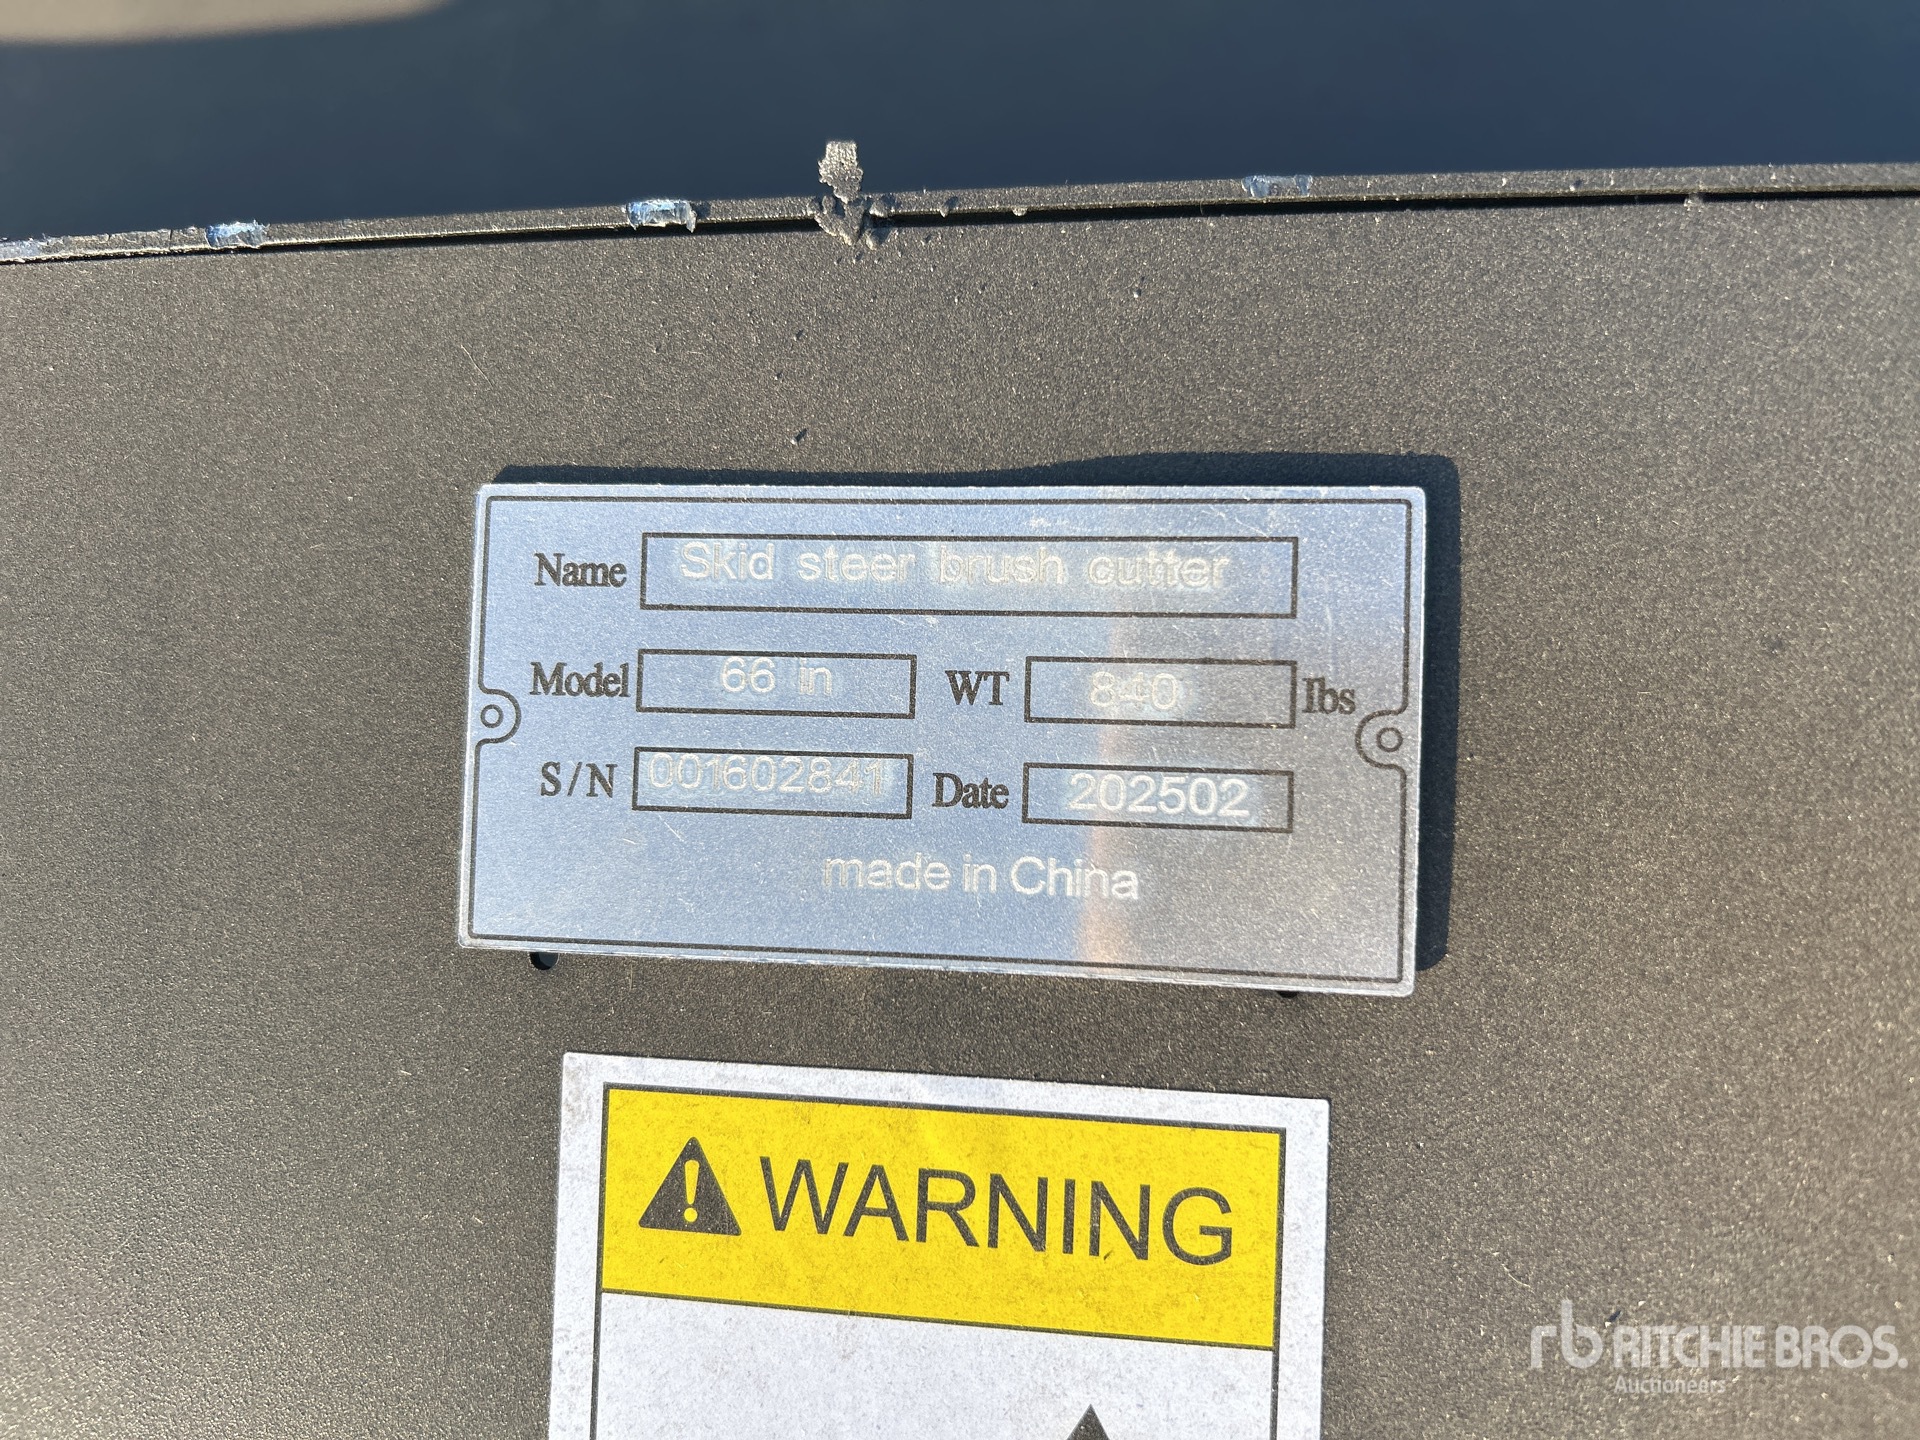 Name Skid steer brush cutter
Model 66 in WT 840 lbs
S/N 001602841 Date 202502
made in China
WARNING
rb RITCHIE BROS.
Auctioneers